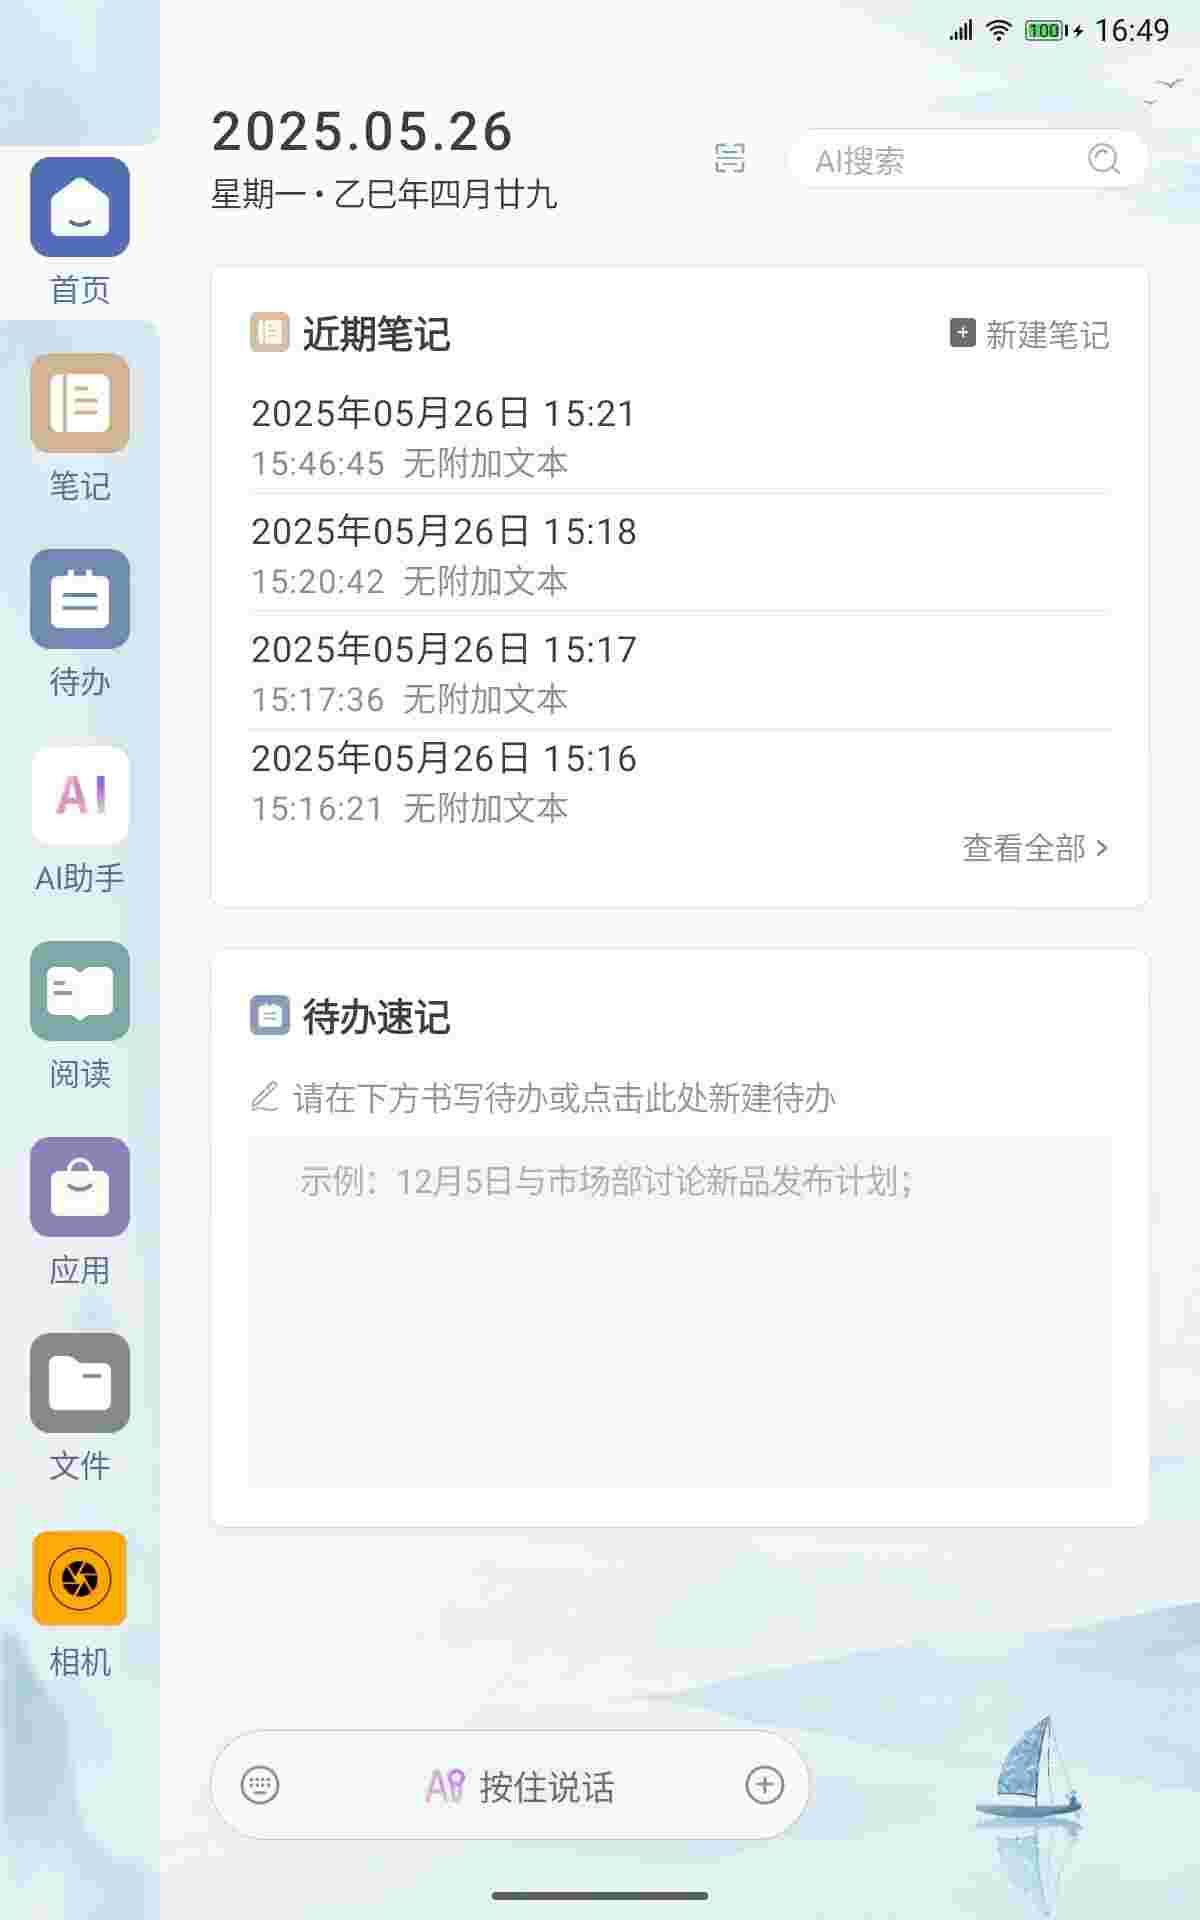 100 16:49
2025.05.26
星期一·乙巳年四月廿九
AI搜索
首页
笔记
待办
AI
AI助手
阅读
应用
文件
相机
近期笔记
新建笔记
2025年05月26日 15:21
15:46:45 无附加文本
2025年05月26日 15:18
15:20:42 无附加文本
2025年05月26日 15:17
15:17:36 无附加文本
2025年05月26日 15:16
15:16:21 无附加文本
查看全部
待办速记
请在下方书写待办或点击此处新建待办
示例：12月5日与市场部讨论新品发布计划；
AI 按住说话